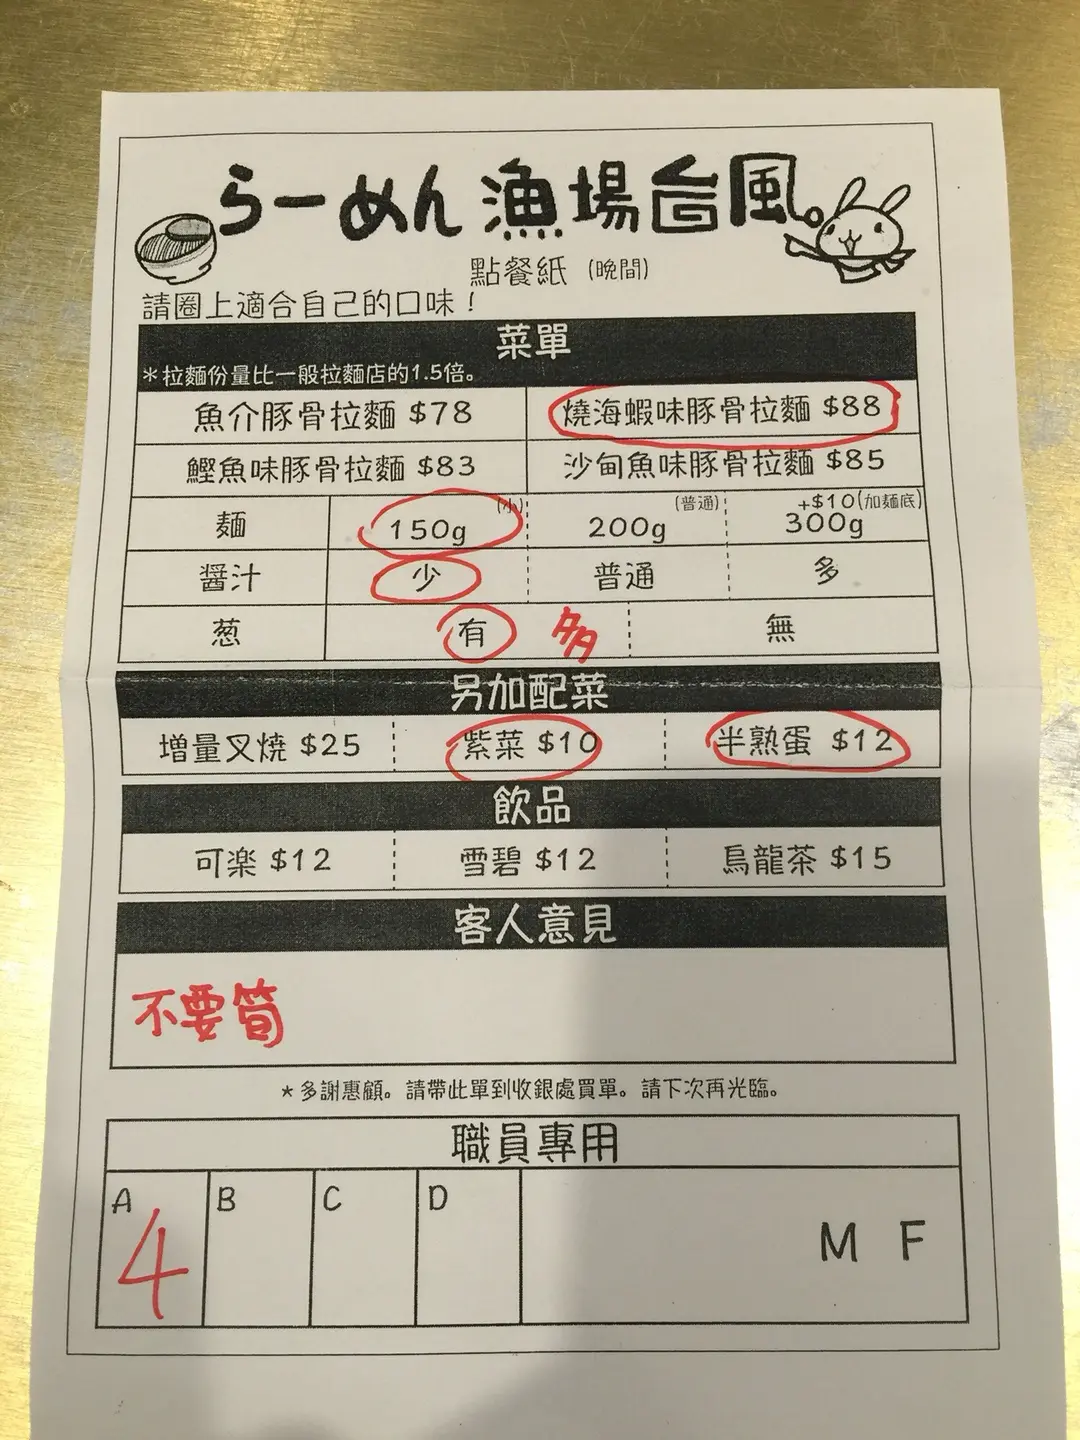 らーめん 漁場台風
點餐紙 (晩間)
請圈上適合自己的口味！
菜單
＊拉麵份量比一般拉麵店的1.5倍。
魚介豚骨拉麵 $78 燒海蝦味豚骨拉麵 $88
鰹魚味豚骨拉麵 $83 沙甸魚味豚骨拉麵 $85
麵 150g (小) 200g (普通) 300g +$10(加麵底)
醤汁 少 普通 多
葱 有 多 無
另加配菜
增量叉燒 $25 紫菜 $10 半熟蛋 $12
飲品
可楽 $12 雪碧 $12 烏龍茶 $15
客人意見
不要筍
＊多謝惠顧。請帶此單到收銀處買單。請下次再光臨。
職員專用
A B C D
4 M F